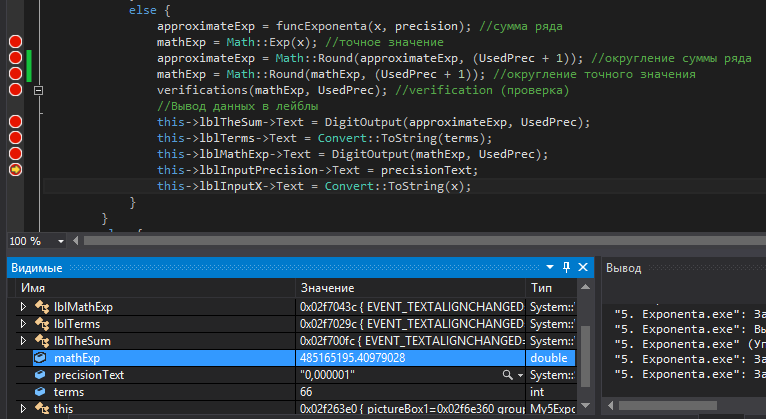 else {
approximateExp = funcExponenta(x, precision); //сумма ряда
mathExp = Math::Exp(x); //точное значение
approximateExp = Math::Round(approximateExp, (UsedPrec + 1)); //округление суммы ряда
mathExp = Math::Round(mathExp, (UsedPrec + 1)); //округление точного значения
verifications(mathExp, UsedPrec); //verification (проверка)
//Вывод данных в лейблы
this->lblTheSum->Text = DigitOutput(approximateExp, UsedPrec);
this->lblTerms->Text = Convert::ToString(terms);
this->lblMathExp->Text = DigitOutput(mathExp, UsedPrec);
this->lblInputPrecision->Text = precisionText;
this->lblInputX->Text = Convert::ToString(x);
}
}
100 %
Видимые
Вывод
Имя Значение Тип
lblMathExp 0x02f7043c { EVENT_TEXTALIGNCHANGED System::
lblTerms 0x02f7029c { EVENT_TEXTALIGNCHANGED System::
lblTheSum 0x02f700fc { EVENT_TEXTALIGNCHANGED= System::
mathExp 485165195.40979028 double
precisionText "0,000001" System::
terms 66 int
this 0x02f263e0 { pictureBox1=0x02f6e360 group My5Expo
"5. Exponenta.exe": За
"5. Exponenta.exe": Вы
"5. Exponenta.exe" (Уп
"5. Exponenta.exe": За
"5. Exponenta.exe": За